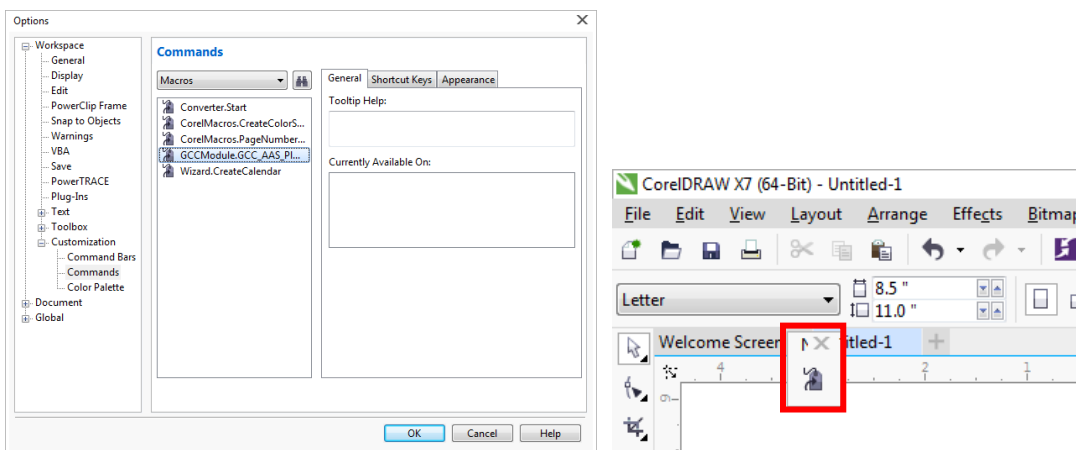 Options
Workspace
General
Display
Edit
PowerClip Frame
Snap to Objects
Warnings
VBA
Save
PowerTRACE
Plug-Ins
Text
Toolbox
Customization
Command Bars
Commands
Color Palette
Document
Global
Commands
Macros
Converter.Start
CorelMacros.CreateColorS...
CorelMacros.PageNumber...
GCCModule.GCC_AAS_Pl...
Wizard.CreateCalendar
General Shortcut Keys Appearance
Tooltip Help:
Currently Available On:
OK Cancel Help
CorelDRAW X7 (64-Bit) - Untitled-1
File Edit View Layout Arrange Effects Bitmap
Letter
8.5 "
11.0 "
Welcome Screen itled-1
4 2 1